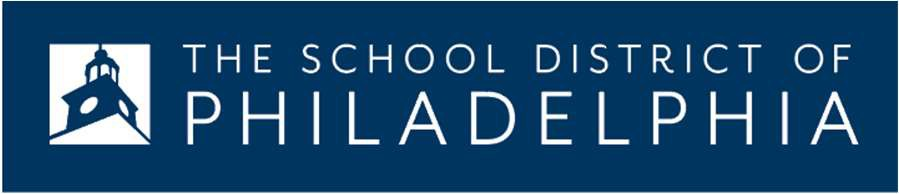 THE SCHOOL DISTRICT OF
PHILADELPHIA